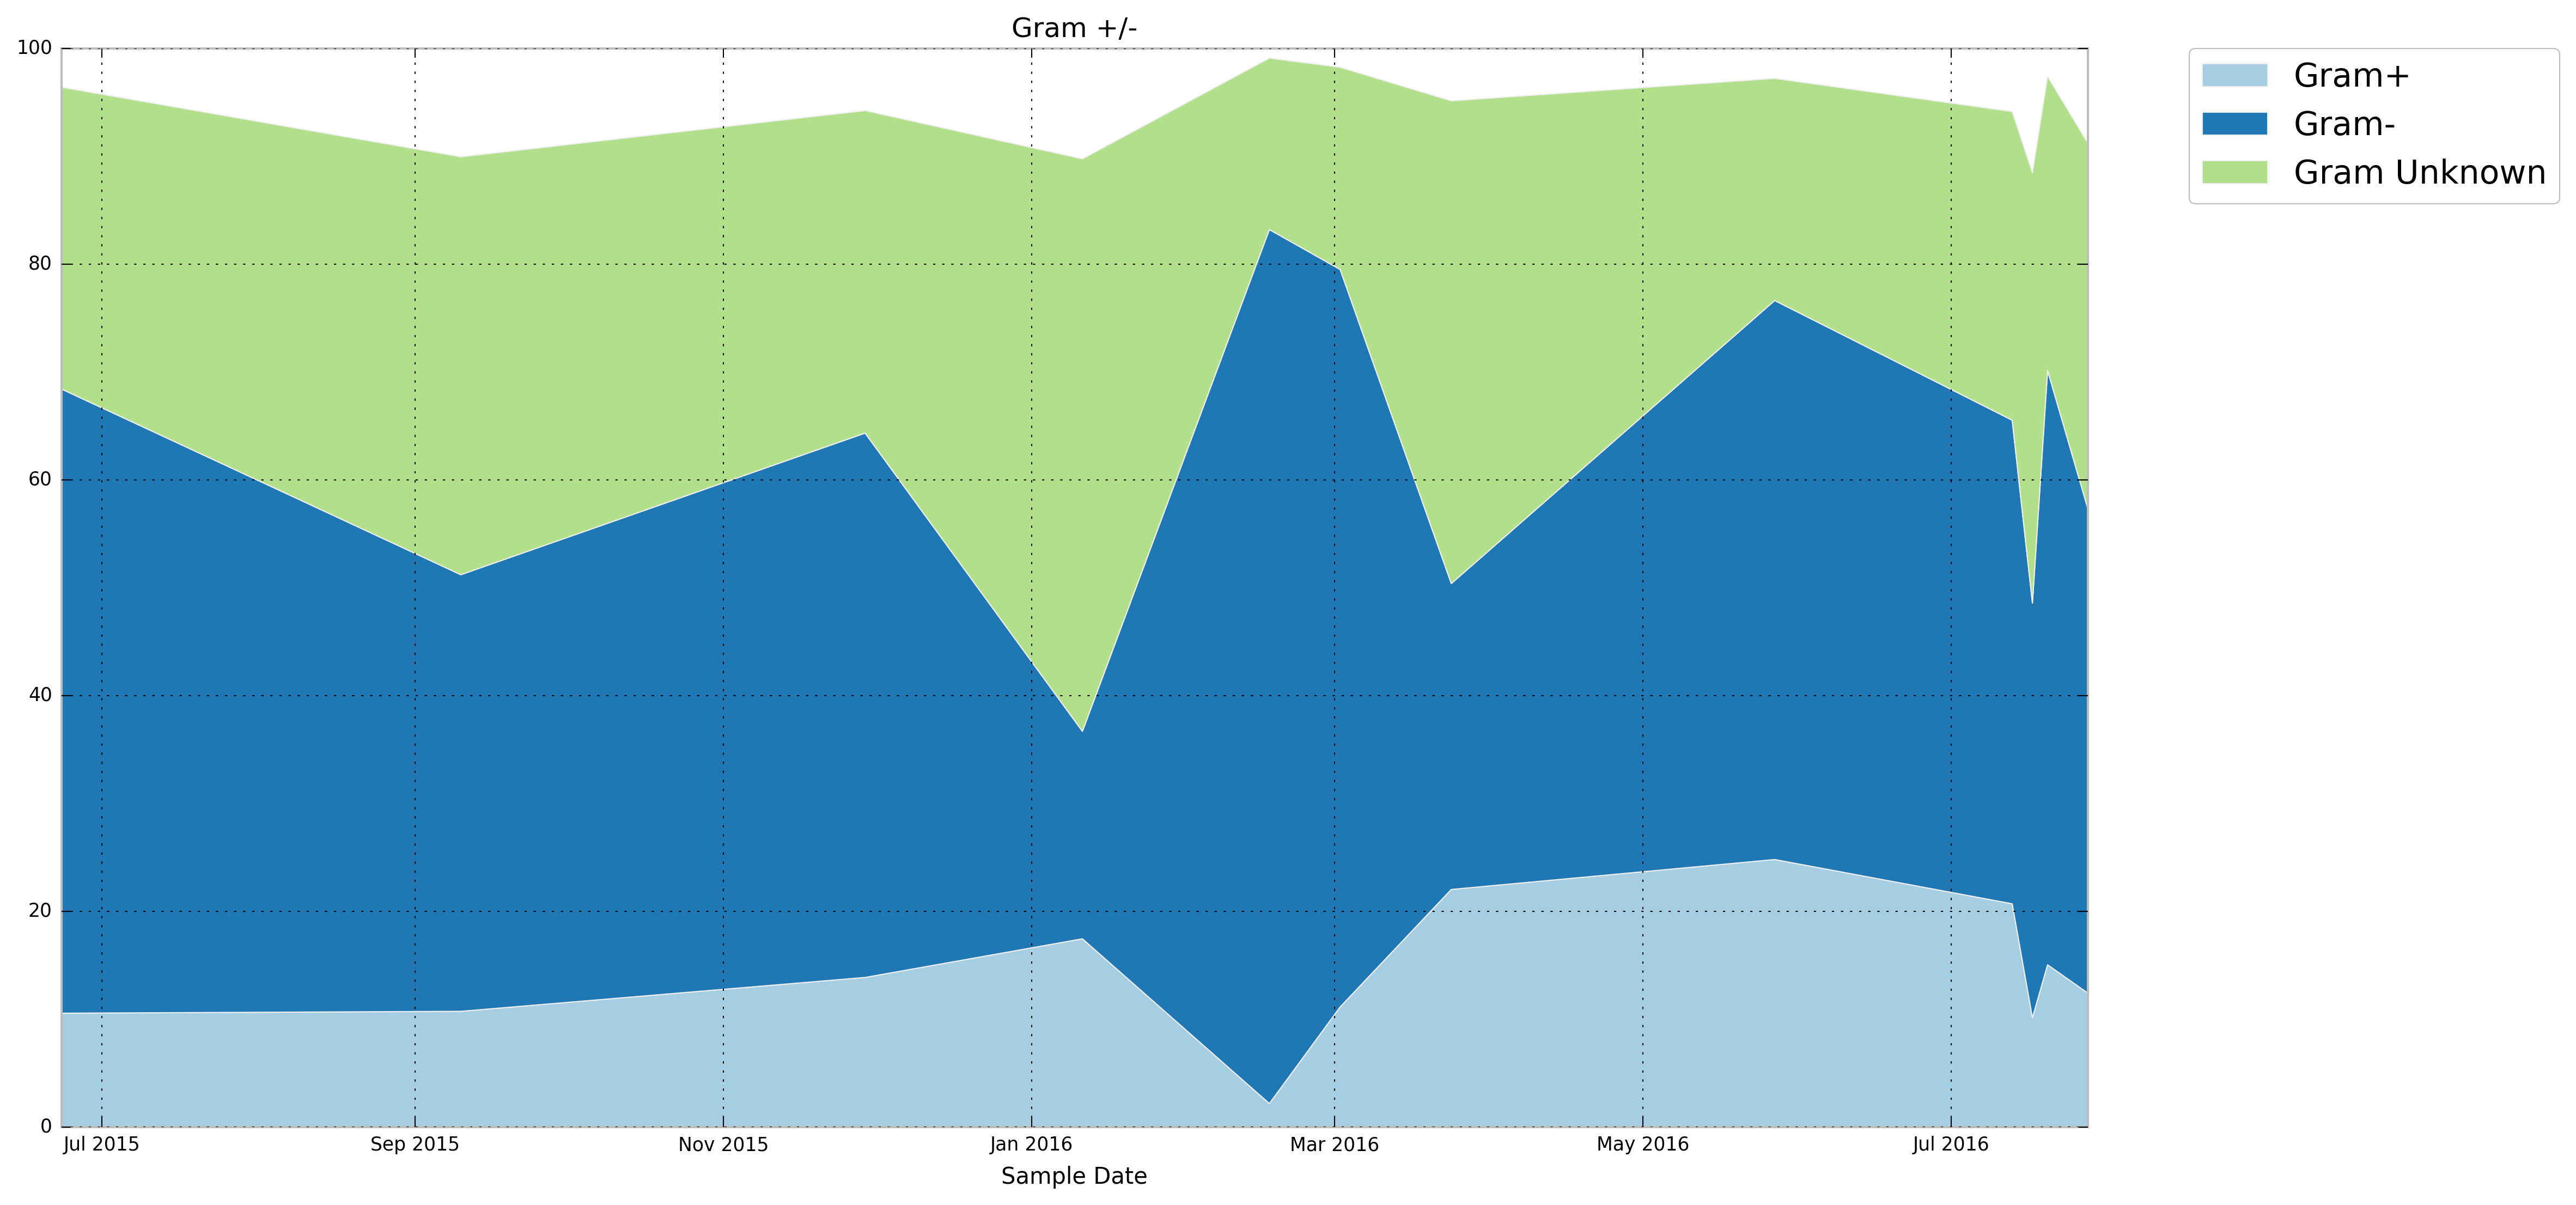 Gram +/-
100
80
60
40
20
0
Jul 2015 Sep 2015 Nov 2015 Jan 2016 Mar 2016 May 2016 Jul 2016
Sample Date
Gram+
Gram-
Gram Unknown